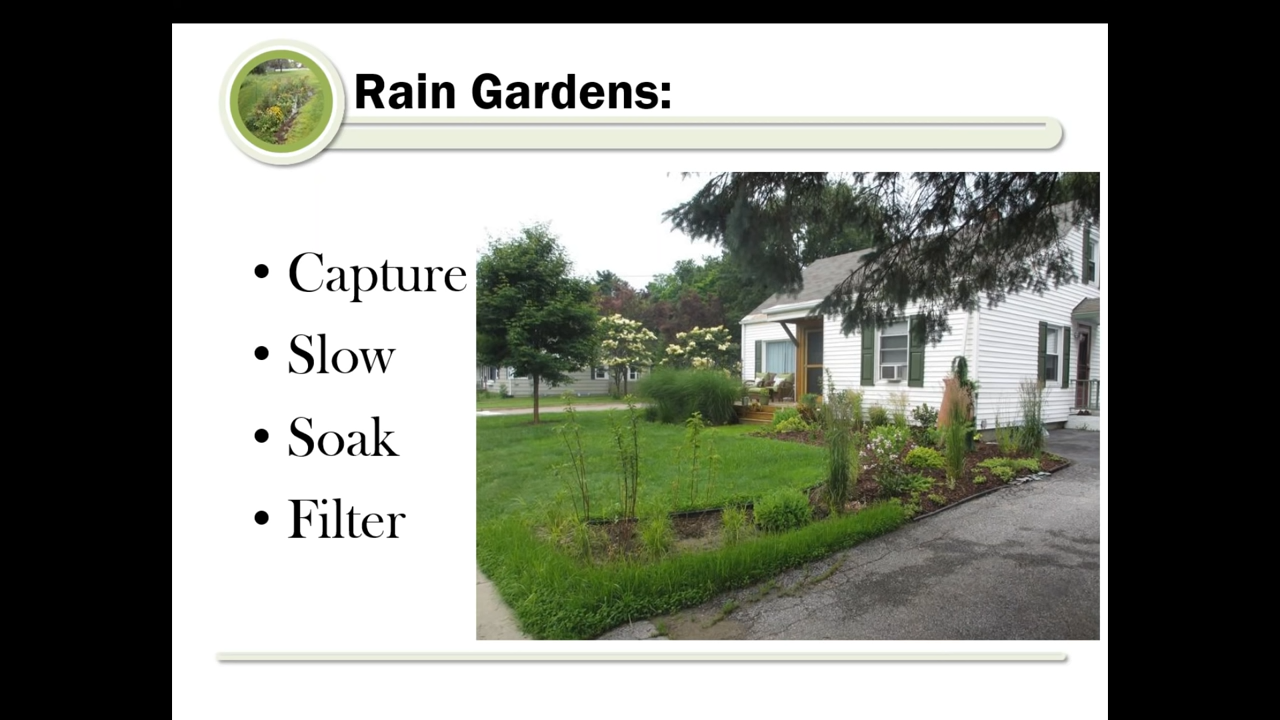 Rain Gardens:
• Capture
• Slow
• Soak
• Filter